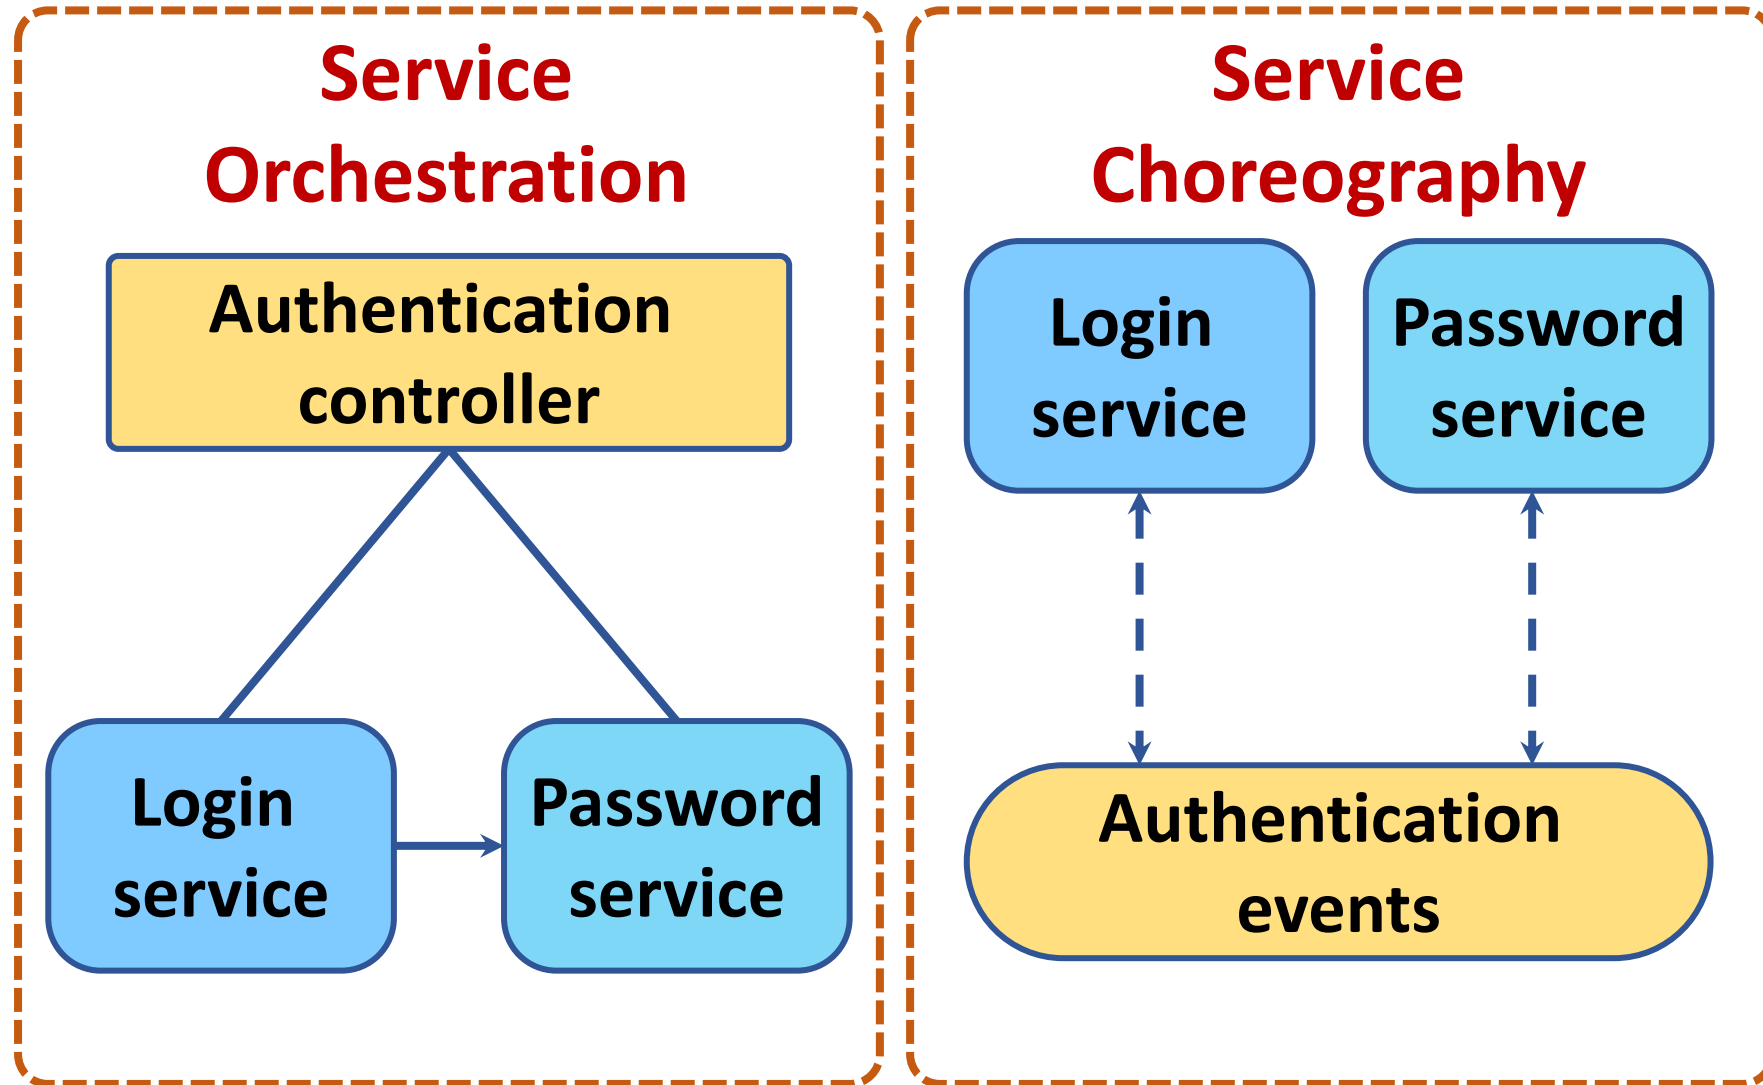 Service
Orchestration
Authentication
controller
Login
service
Password
service
Service
Choreography
Login
service
Password
service
Authentication
events